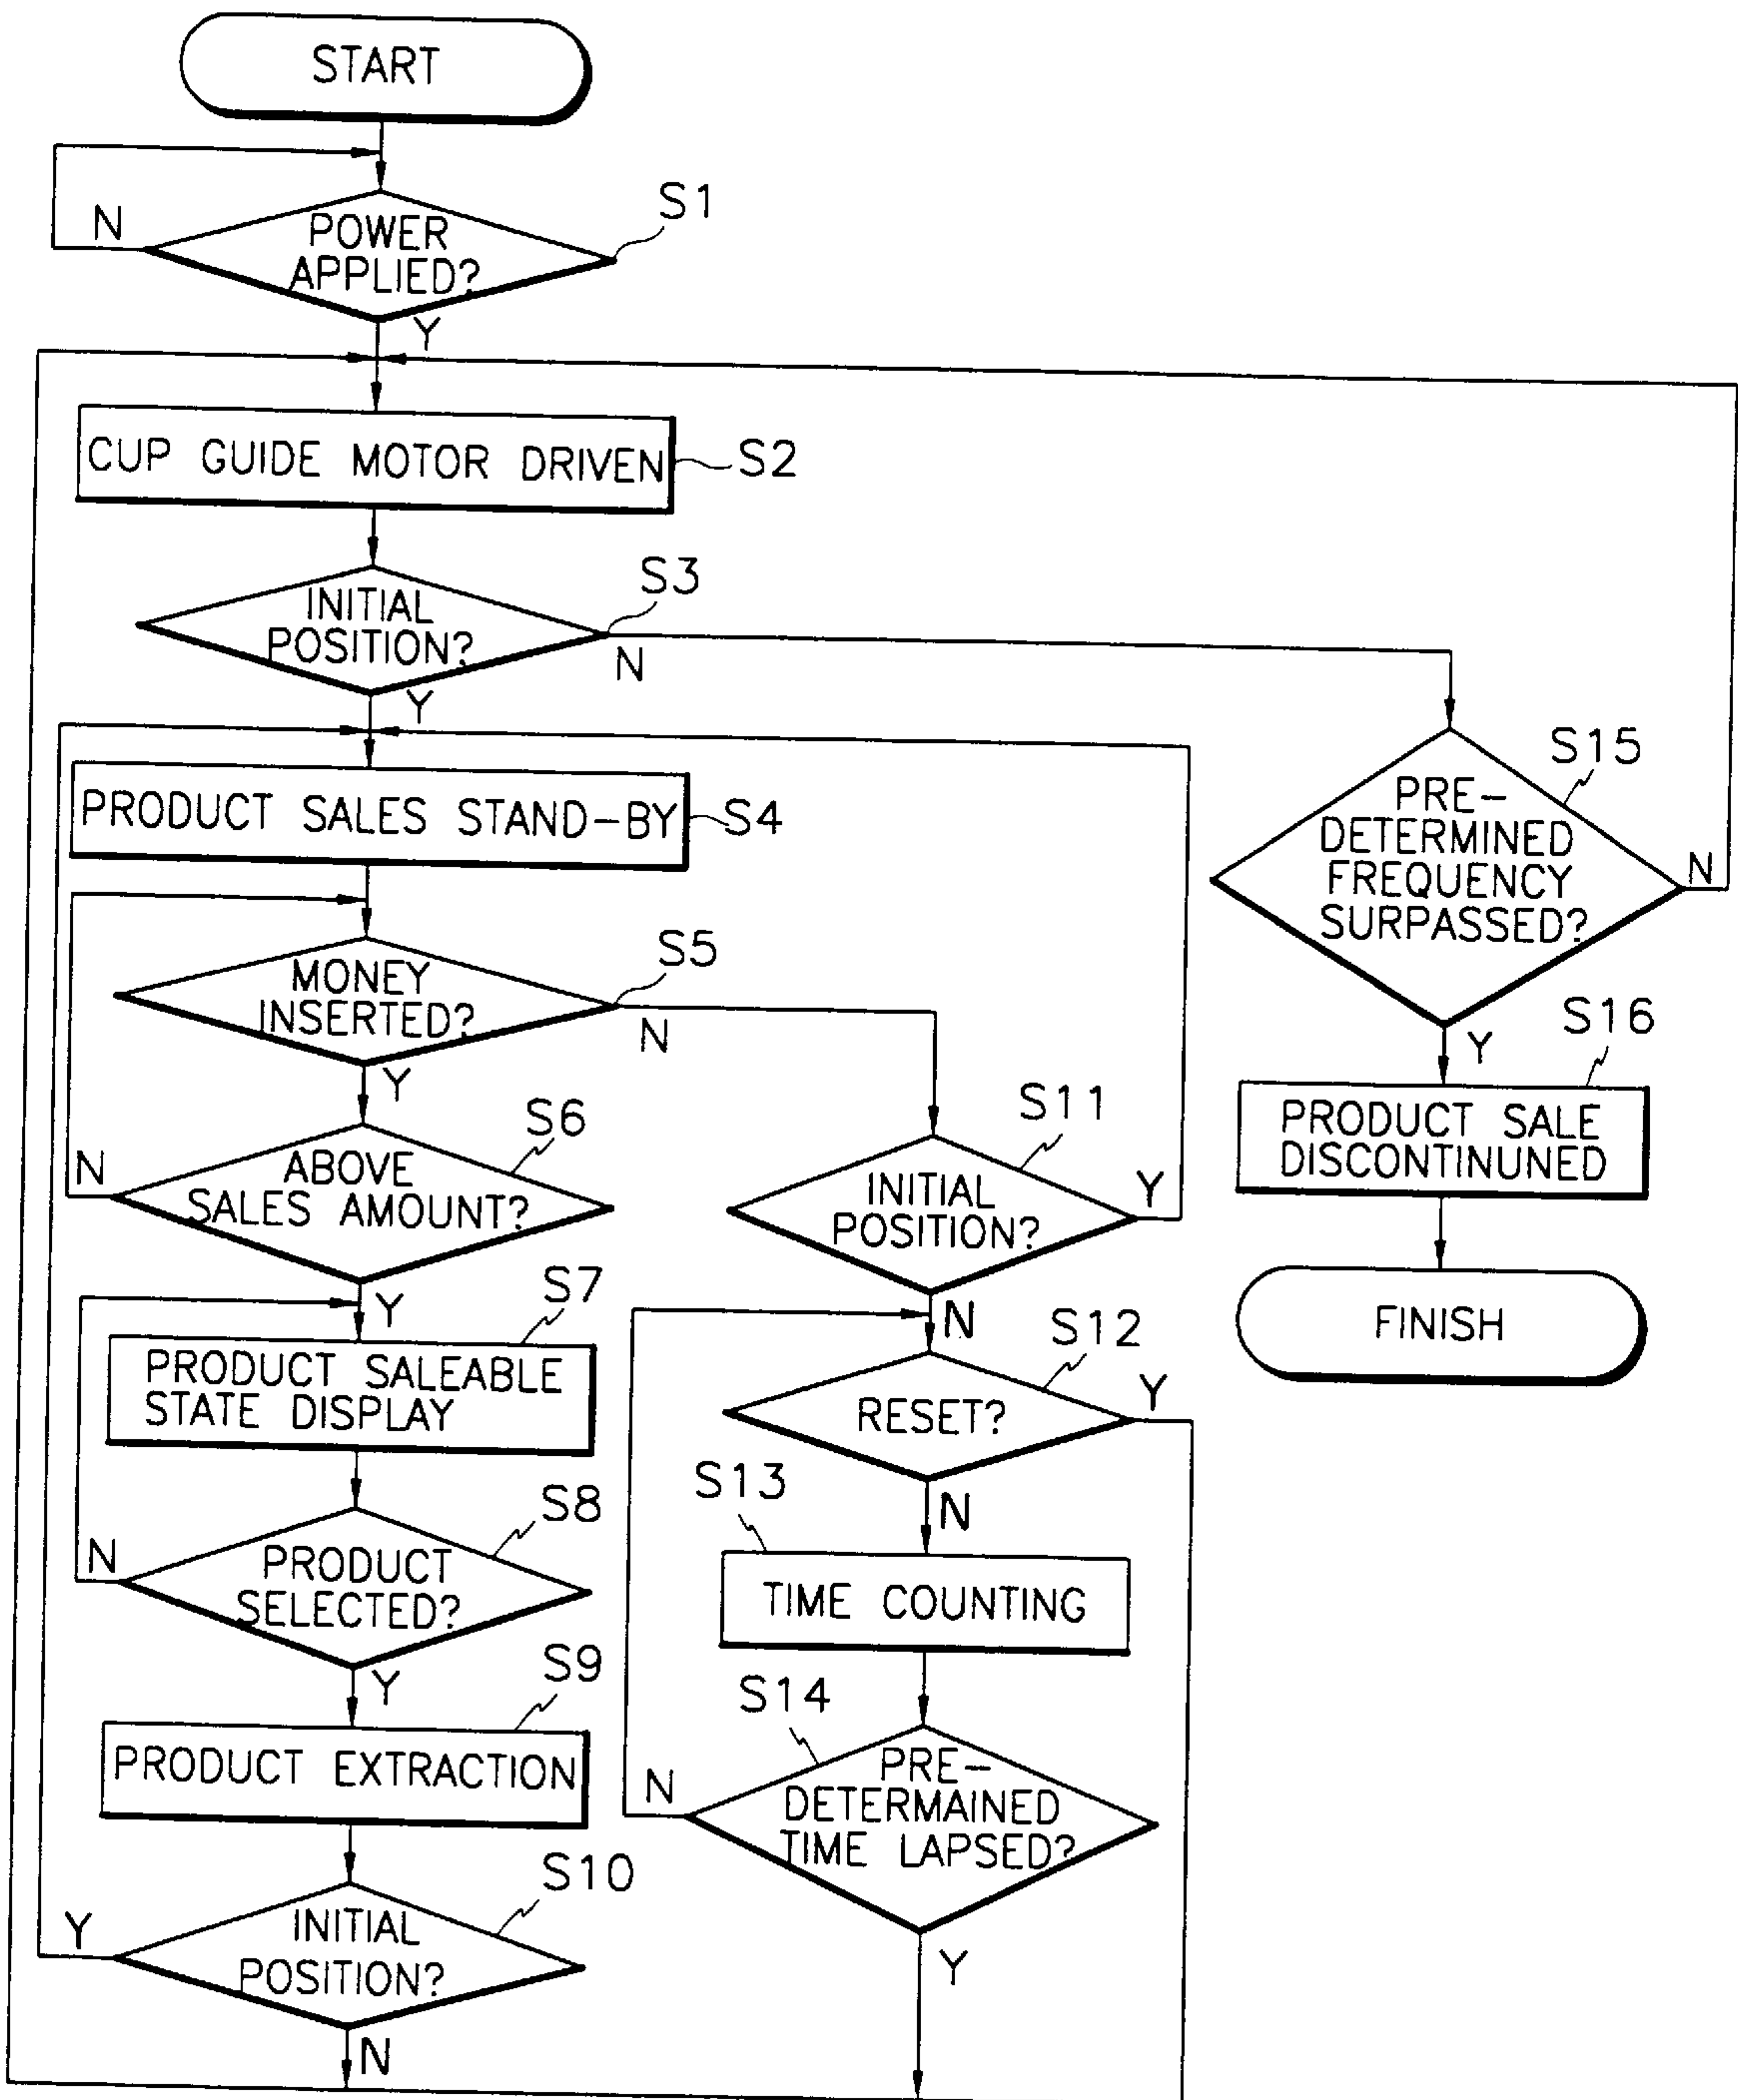 START
N
S1
POWER
APPLIED?
Y
CUP GUIDE MOTOR DRIVEN
S2
S3
INITIAL
POSITION?
N
Y
PRODUCT SALES STAND-BY
S4
S15
PRE-
DETERMINED
FREQUENCY
SURPASSED?
N
Y
S5
MONEY
INSERTED?
N
Y
S16
PRODUCT SALE
DISCONTINUNED
FINISH
S6
N
ABOVE
SALES AMOUNT?
Y
S11
INITIAL
POSITION?
Y
N
S7
PRODUCT SALEABLE
STATE DISPLAY
S12
RESET?
Y
N
S8
N
PRODUCT
SELECTED?
Y
S13
TIME COUNTING
S9
PRODUCT EXTRACTION
S14
N
PRE-
DETERMAINED
TIME LAPSED?
Y
S10
Y
INITIAL
POSITION?
N